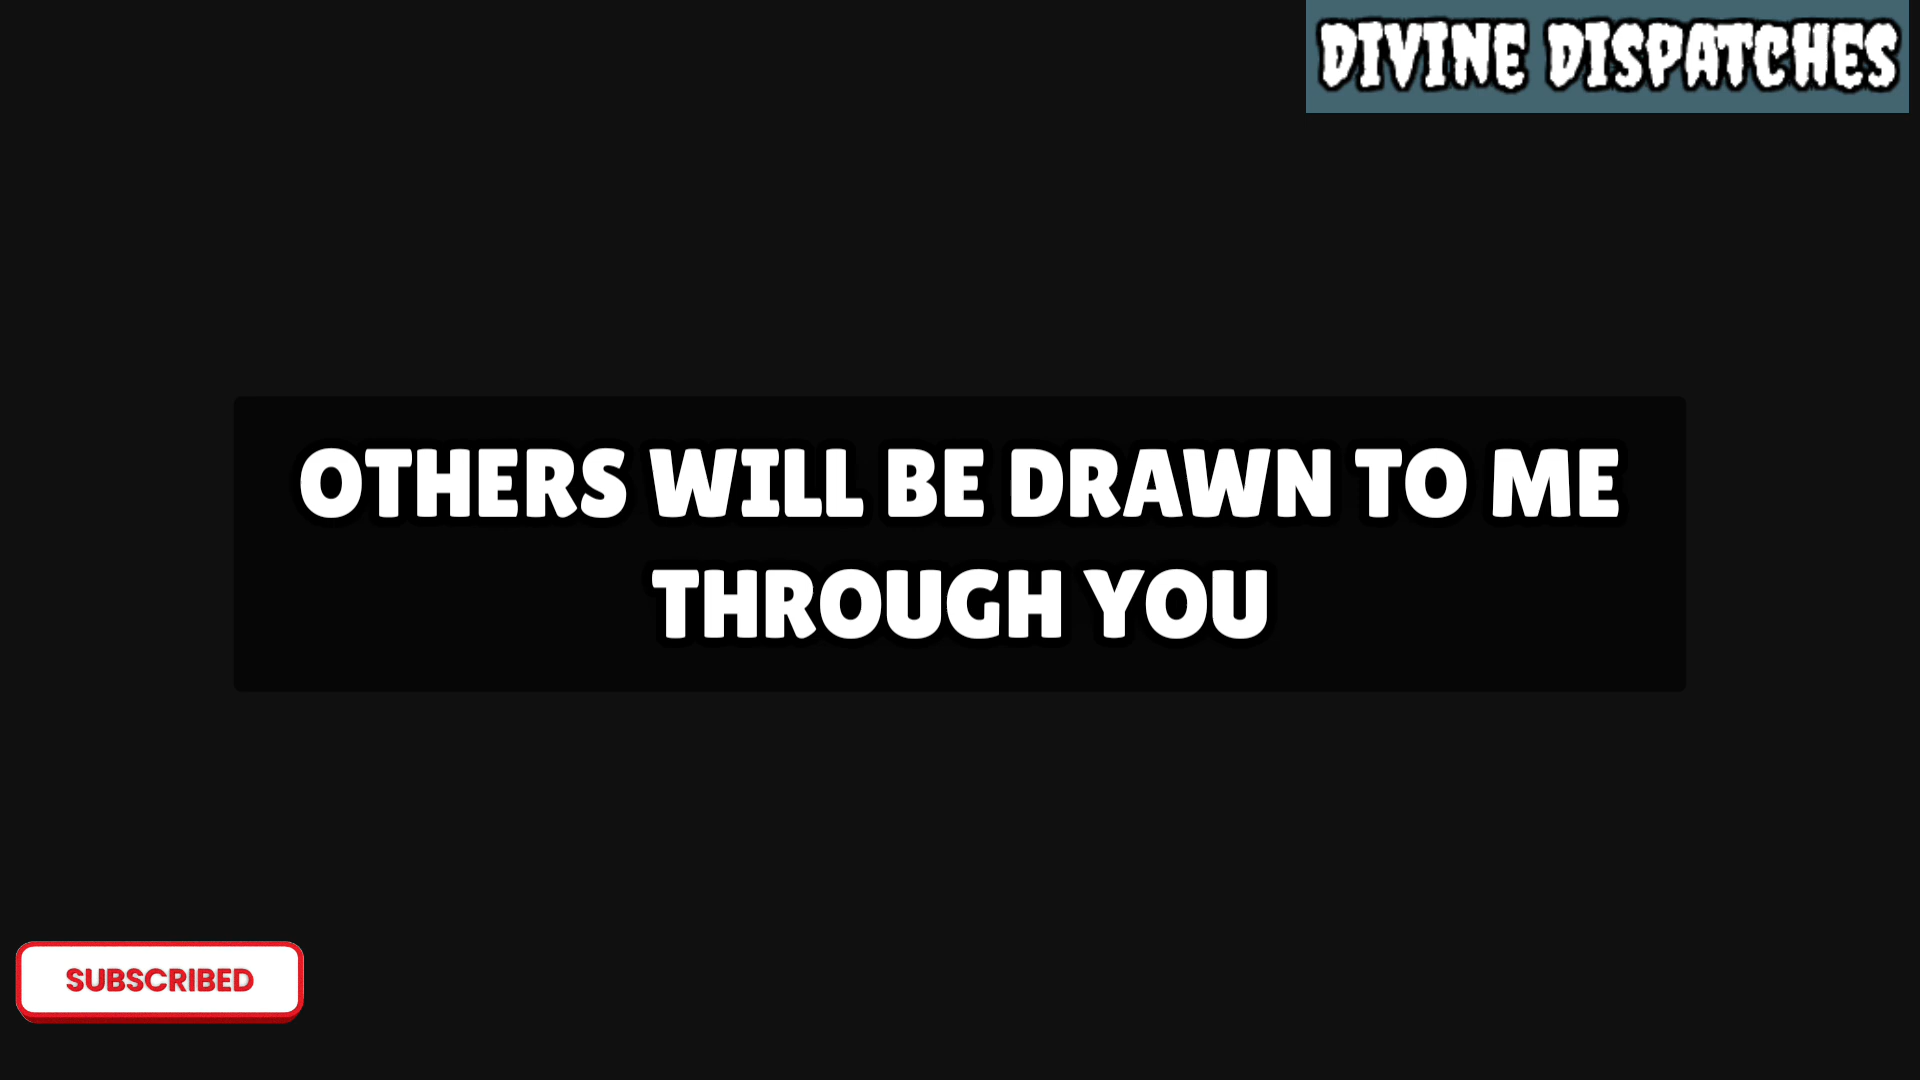 DIVINE DISPATCHES
OTHERS WILL BE DRAWN TO ME
THROUGH YOU
SUBSCRIBED